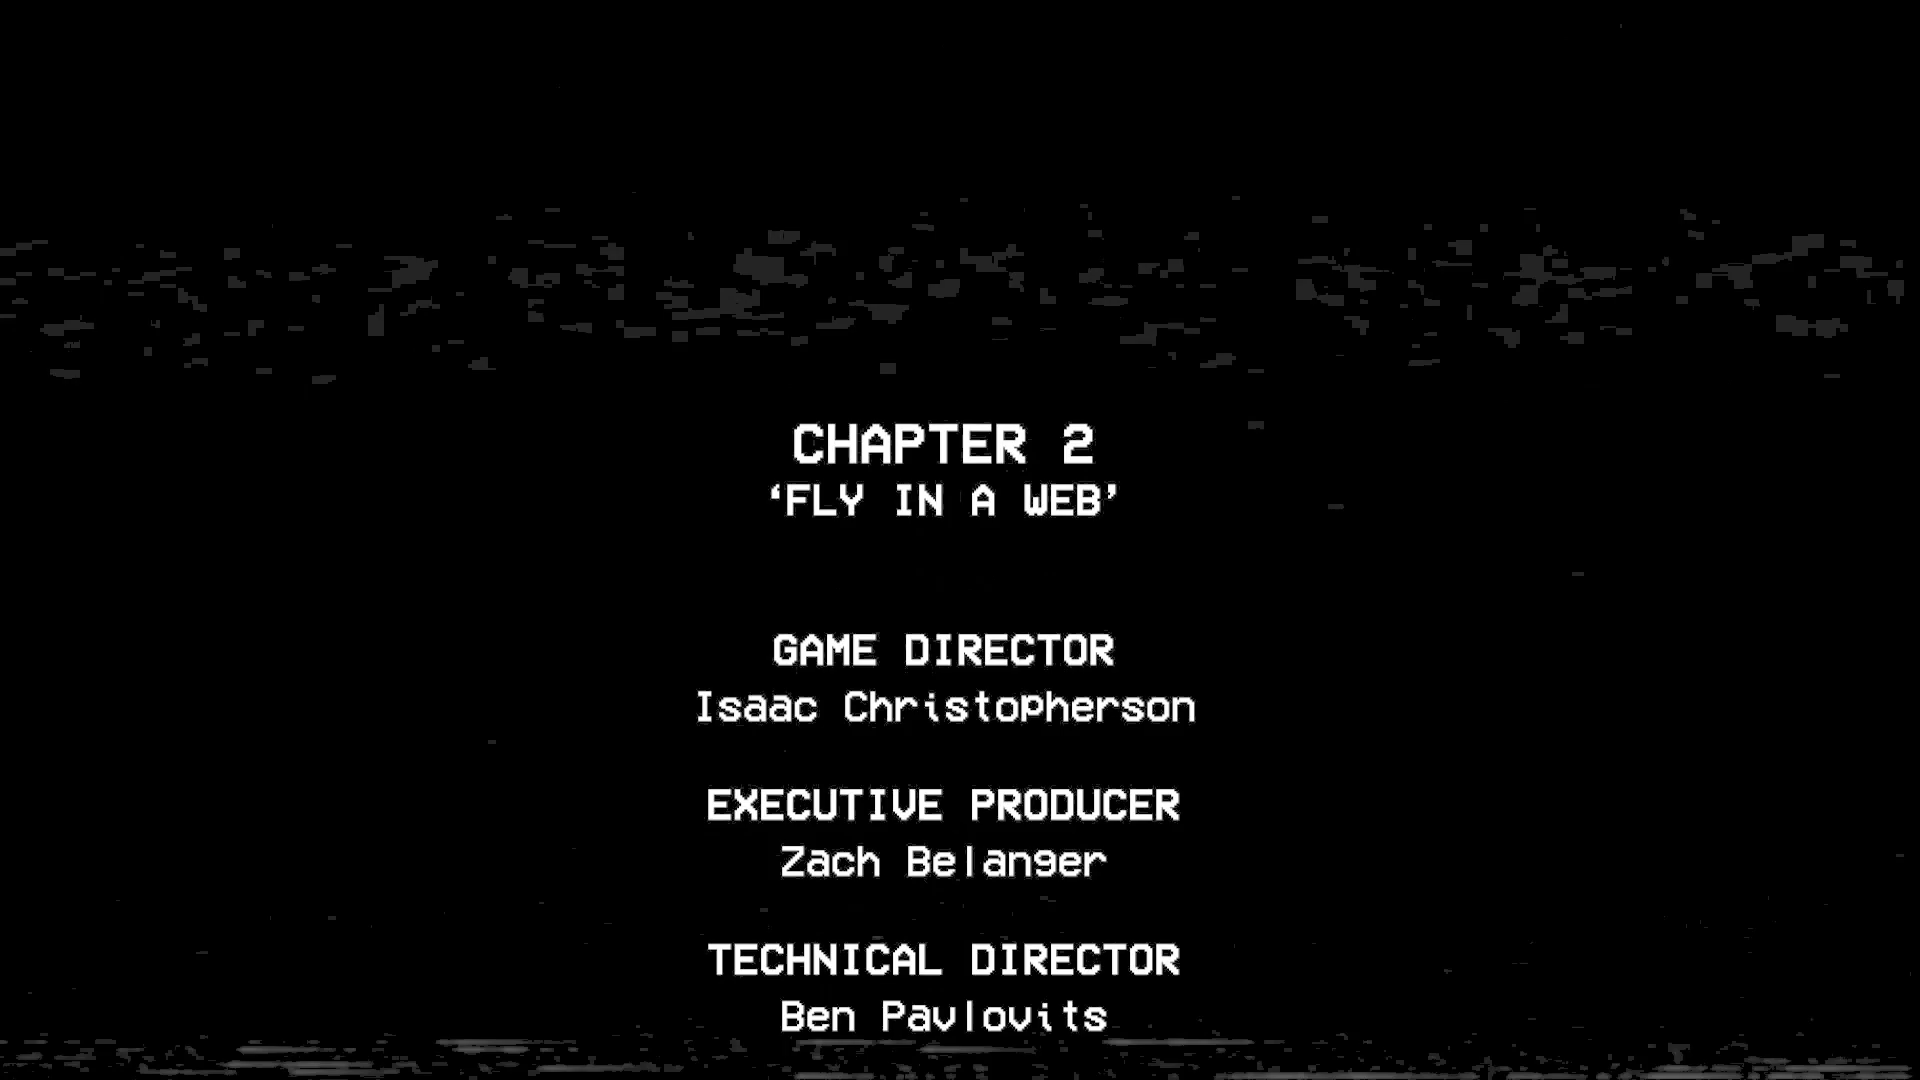 CHAPTER 2
‘FLY IN A WEB’
GAME DIRECTOR
Isaac Christopherson
EXECUTIVE PRODUCER
Zach Belanger
TECHNICAL DIRECTOR
Ben Pavlovits